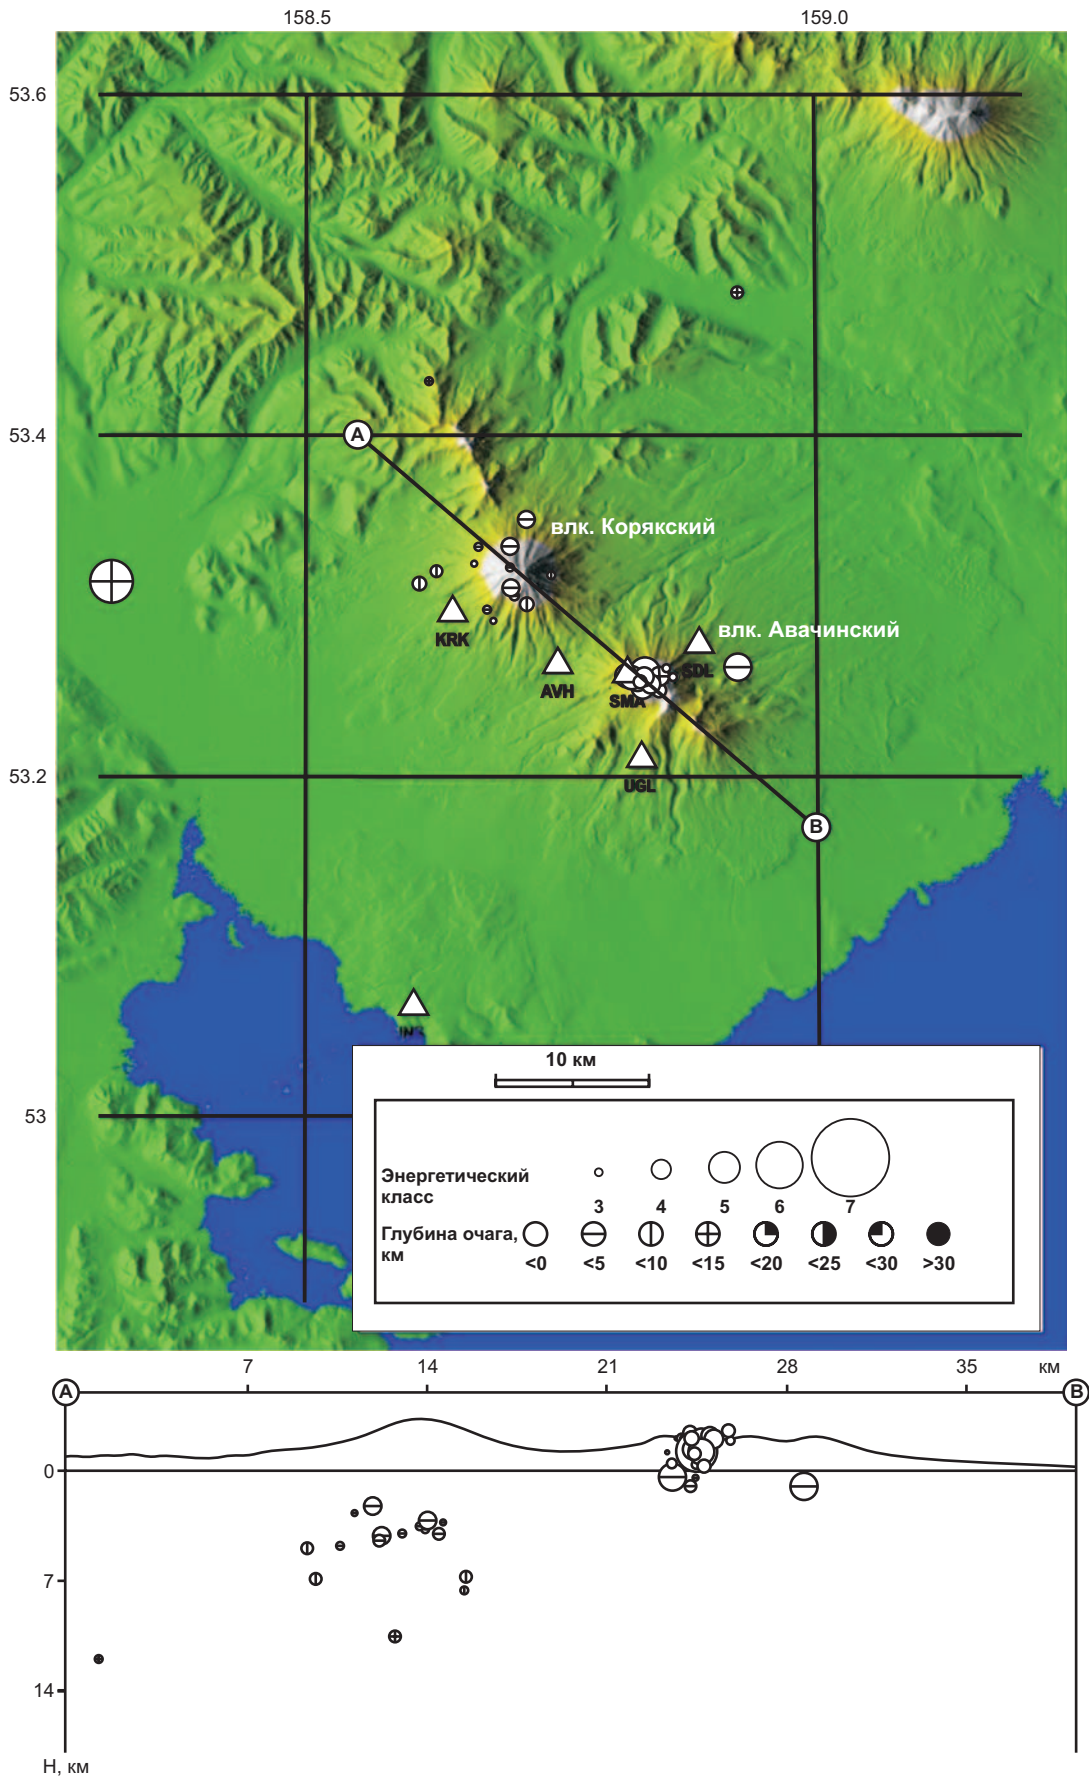 158.5 159.0
53.6
53.4
A
влк. Корякский
KRK
влк. Авачинский
SDL
AVH
SMA
53.2
UGL
B
53
10 км
Энергетический
класс
3 4 5 6 7
Глубина очага,
км
<0 <5 <10 <15 <20 <25 <30 >30
7 14 21 28 35 км
A B
0
7
14
Н, км